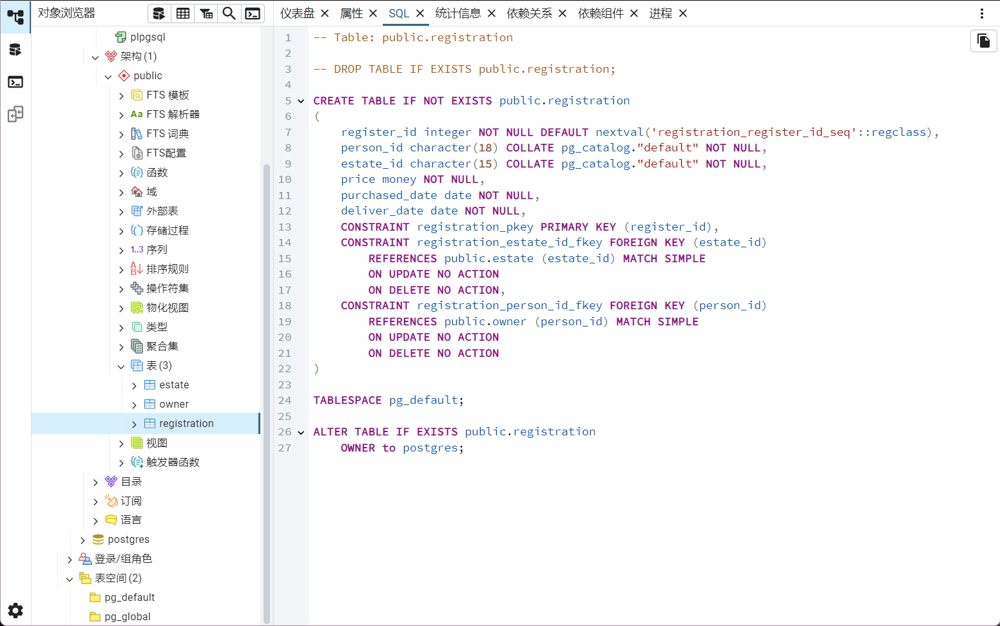 对象浏览器
plpgsql
架构 (1)
public
FTS 模板
Aa FTS 解析器
FTS 词典
FTS配置
函数
域
外部表
存储过程
1..3 序列
排序规则
操作符集
物化视图
类型
聚合集
表 (3)
estate
owner
registration
视图
触发器函数
目录
订阅
语言
postgres
登录/组角色
表空间 (2)
pg_default
pg_global
仪表盘 属性 SQL 统计信息 依赖关系 依赖组件 进程
1 -- Table: public.registration
2
3 -- DROP TABLE IF EXISTS public.registration;
4
5 CREATE TABLE IF NOT EXISTS public.registration
6 (
7 register_id integer NOT NULL DEFAULT nextval('registration_register_id_seq'::regclass),
8 person_id character(18) COLLATE pg_catalog."default" NOT NULL,
9 estate_id character(15) COLLATE pg_catalog."default" NOT NULL,
10 price money NOT NULL,
11 purchased_date date NOT NULL,
12 deliver_date date NOT NULL,
13 CONSTRAINT registration_pkey PRIMARY KEY (register_id),
14 CONSTRAINT registration_estate_id_fkey FOREIGN KEY (estate_id)
15 REFERENCES public.estate (estate_id) MATCH SIMPLE
16 ON UPDATE NO ACTION
17 ON DELETE NO ACTION,
18 CONSTRAINT registration_person_id_fkey FOREIGN KEY (person_id)
19 REFERENCES public.owner (person_id) MATCH SIMPLE
20 ON UPDATE NO ACTION
21 ON DELETE NO ACTION
22 )
23
24 TABLESPACE pg_default;
25
26 ALTER TABLE IF EXISTS public.registration
27 OWNER to postgres;